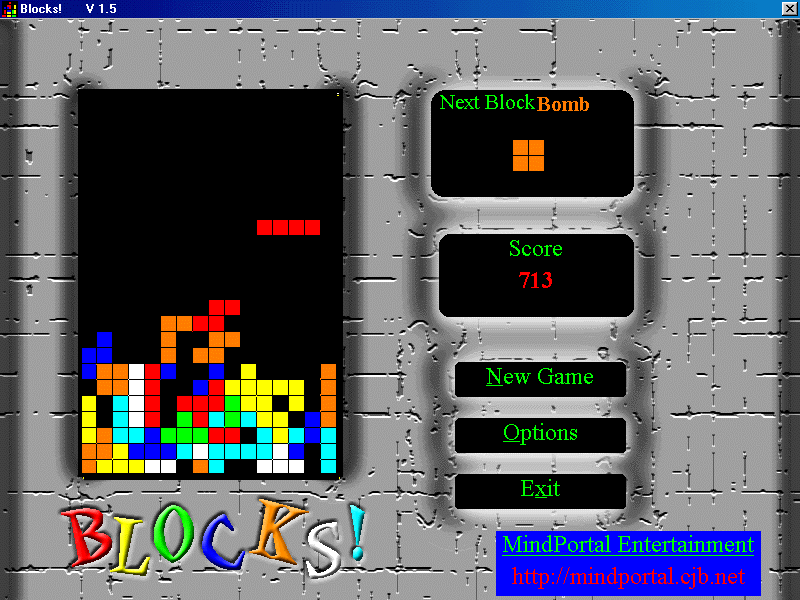 Blocks! V 1.5
Next Block Bomb
Score
713
New Game
Options
Exit
BLOCKS!
MindPortal Entertainment
http://mindportal.cjb.net